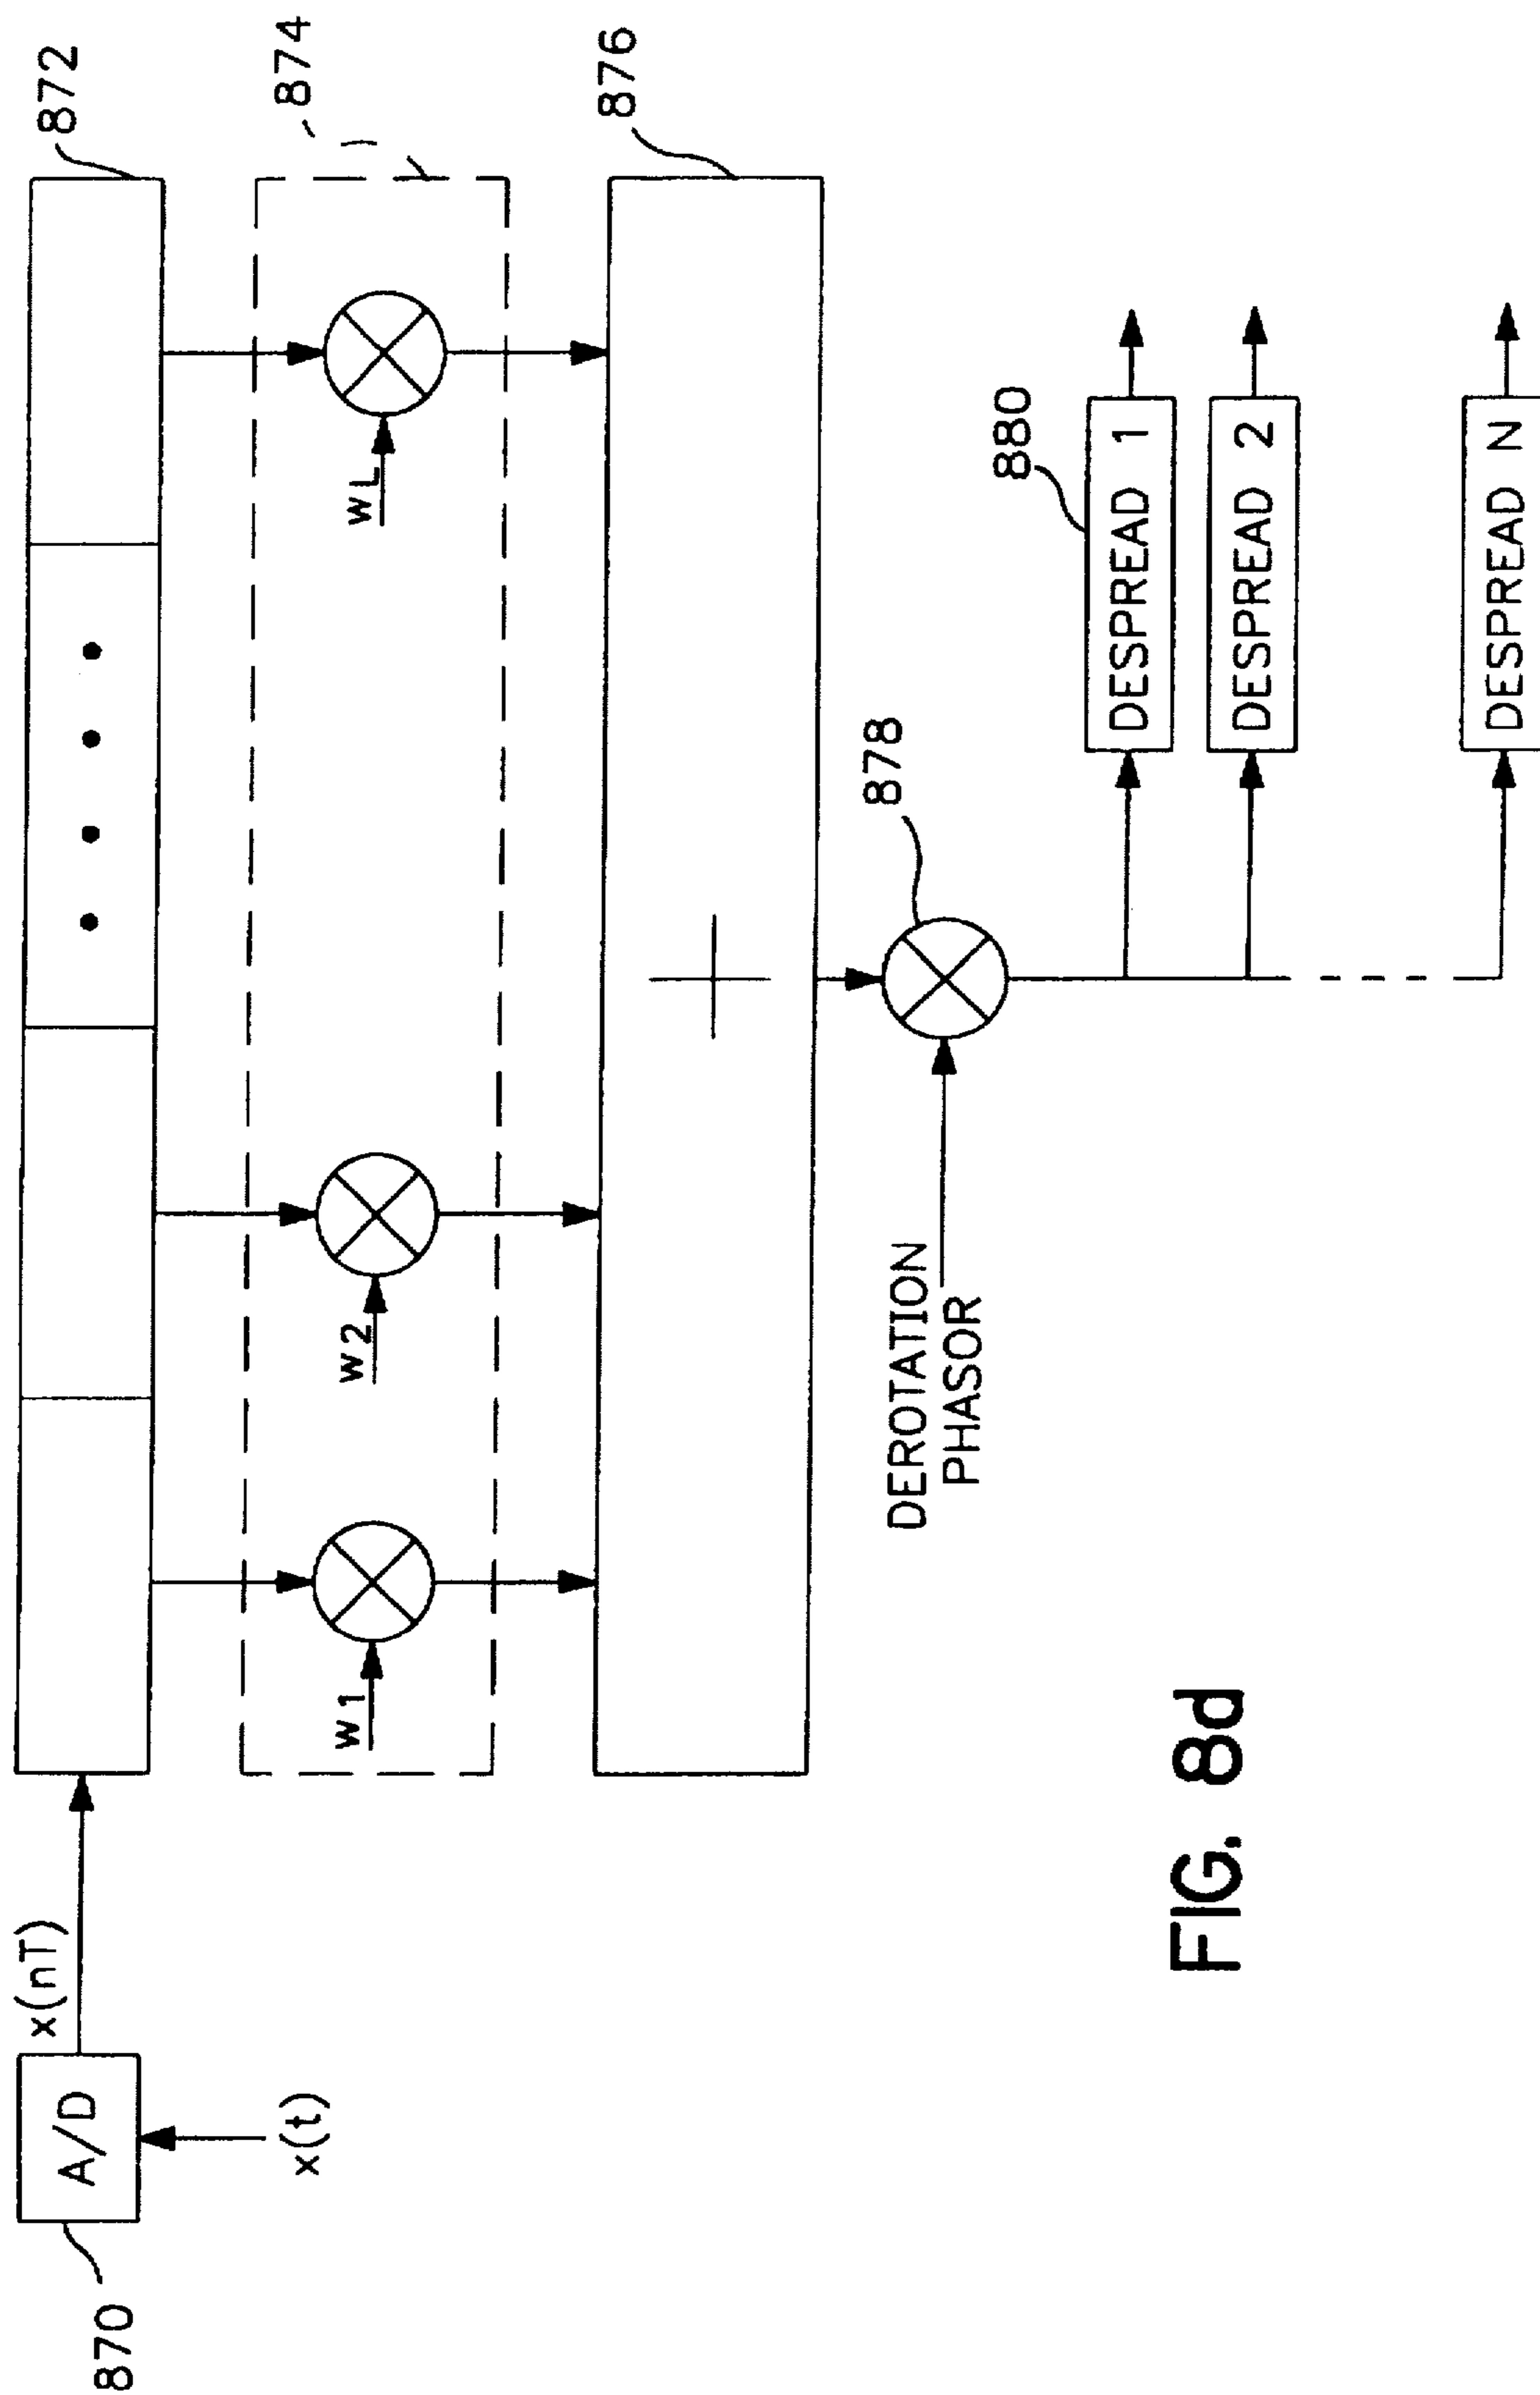 870
A/D
x(t)
x(nT)
872
874
w1
w2
wL
876
DEROTATION
PHASOR
878
880
DESPREAD 1
DESPREAD 2
DESPREAD N
FIG. 8d